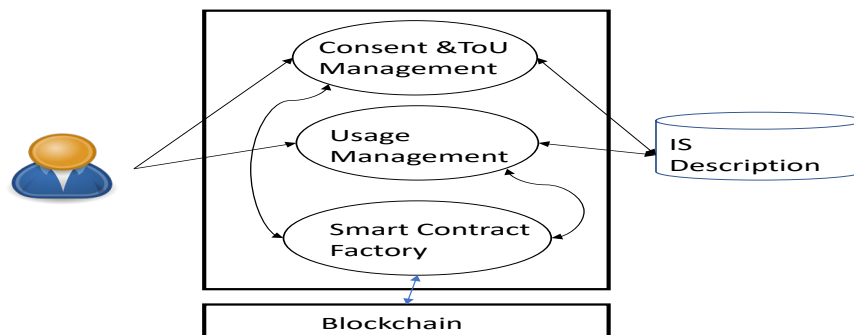 Consent &ToU
Management
Usage
Management
IS
Description
Smart Contract
Factory
Blockchain